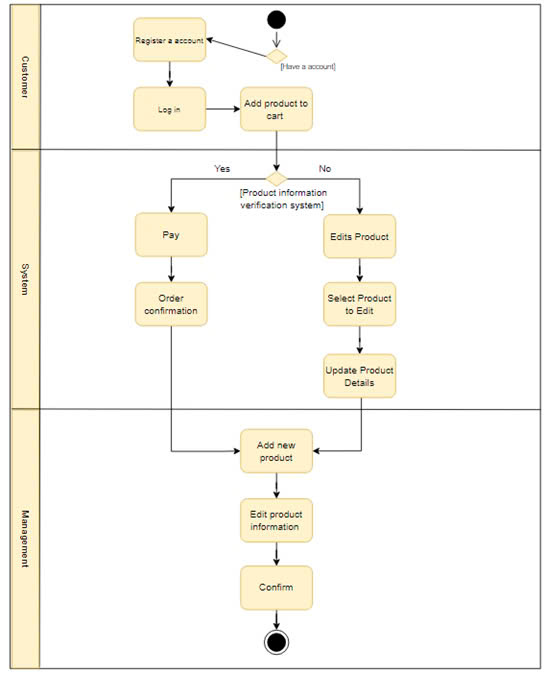 Customer
Register a account
[Have a account]
Log in
Add product to
cart
System
Yes
No
[Product information
verification system]
Pay
Edits Product
Order
confirmation
Select Product
to Edit
Update Product
Details
Management
Add new
product
Edit product
information
Confirm